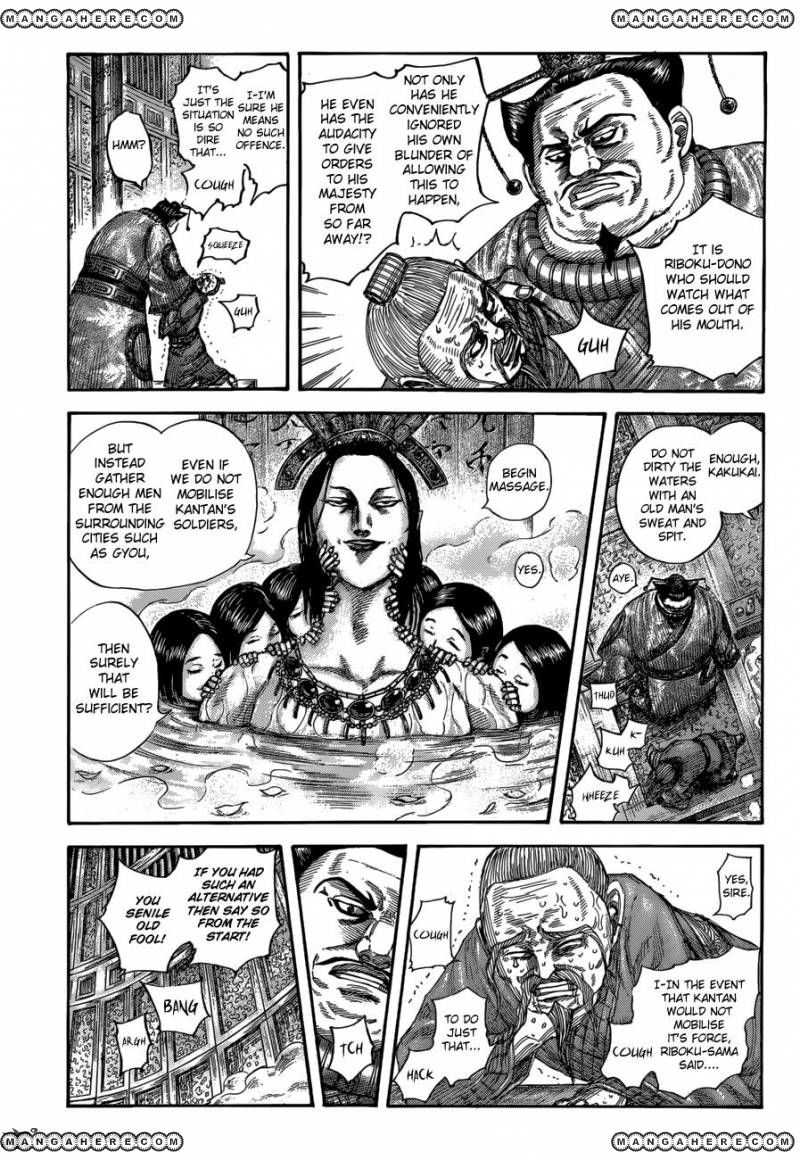 MANGAHERE.COM
MANGAHERE.COM
IT IS
RIBOKU-DONO
WHO SHOULD
WATCH WHAT
COMES OUT OF
HIS MOUTH.
NOT ONLY
HAS HE
CONVENIENTLY
IGNORED
HIS OWN
BLUNDER OF
ALLOWING
THIS TO
HAPPEN,
HE EVEN
HAS THE
AUDACITY
TO GIVE
ORDERS
TO HIS
MAJESTY
FROM
SO FAR
AWAY!?
GUH
I-I'M
SURE HE
MEANS
NO SUCH
OFFENCE.
IT'S
JUST THE
SITUATION
IS SO
DIRE
THAT...
COUGH
HMM?
SQUEEZE
GUH
ENOUGH,
KAKUKAI.
DO NOT
DIRTY THE
WATERS
WITH AN
OLD MAN'S
SWEAT AND
SPIT.
AYE.
THUD
K-
KUH
WHEEZE
BEGIN
MASSAGE.
YES.
EVEN IF
WE DO NOT
MOBILISE
KANTAN'S
SOLDIERS,
BUT
INSTEAD
GATHER
ENOUGH MEN
FROM THE
SURROUNDING
CITIES SUCH
AS GYOU,
THEN
SURELY
THAT
WILL BE
SUFFICIENT?
YES,
SIRE.
I-IN THE EVENT
THAT KANTAN
WOULD NOT
MOBILISE
IT'S FORCE,
RIBOKU-SAMA
SAID....
COUGH
COUGH
TO DO
JUST
THAT...
HACK
TCH
IF YOU HAD
SUCH AN
ALTERNATIVE
THEN SAY SO
FROM THE
START!
YOU
SENILE
OLD
FOOL!
BANG
ARGH
MANGAHERE.COM
MANGAHERE.COM